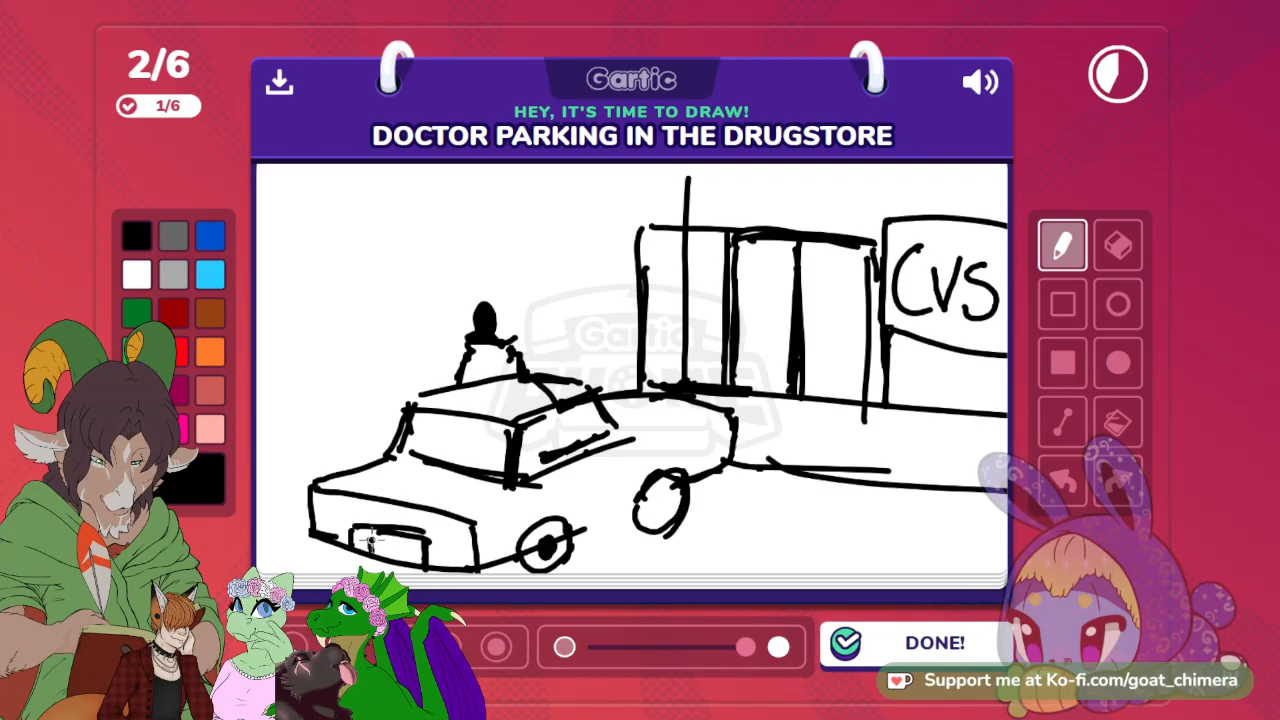 2/6
1/6
Gartic
HEY, IT'S TIME TO DRAW!
DOCTOR PARKING IN THE DRUGSTORE
CVS
Gartic
DONE!
Support me at Ko-fi.com/goat_chimera